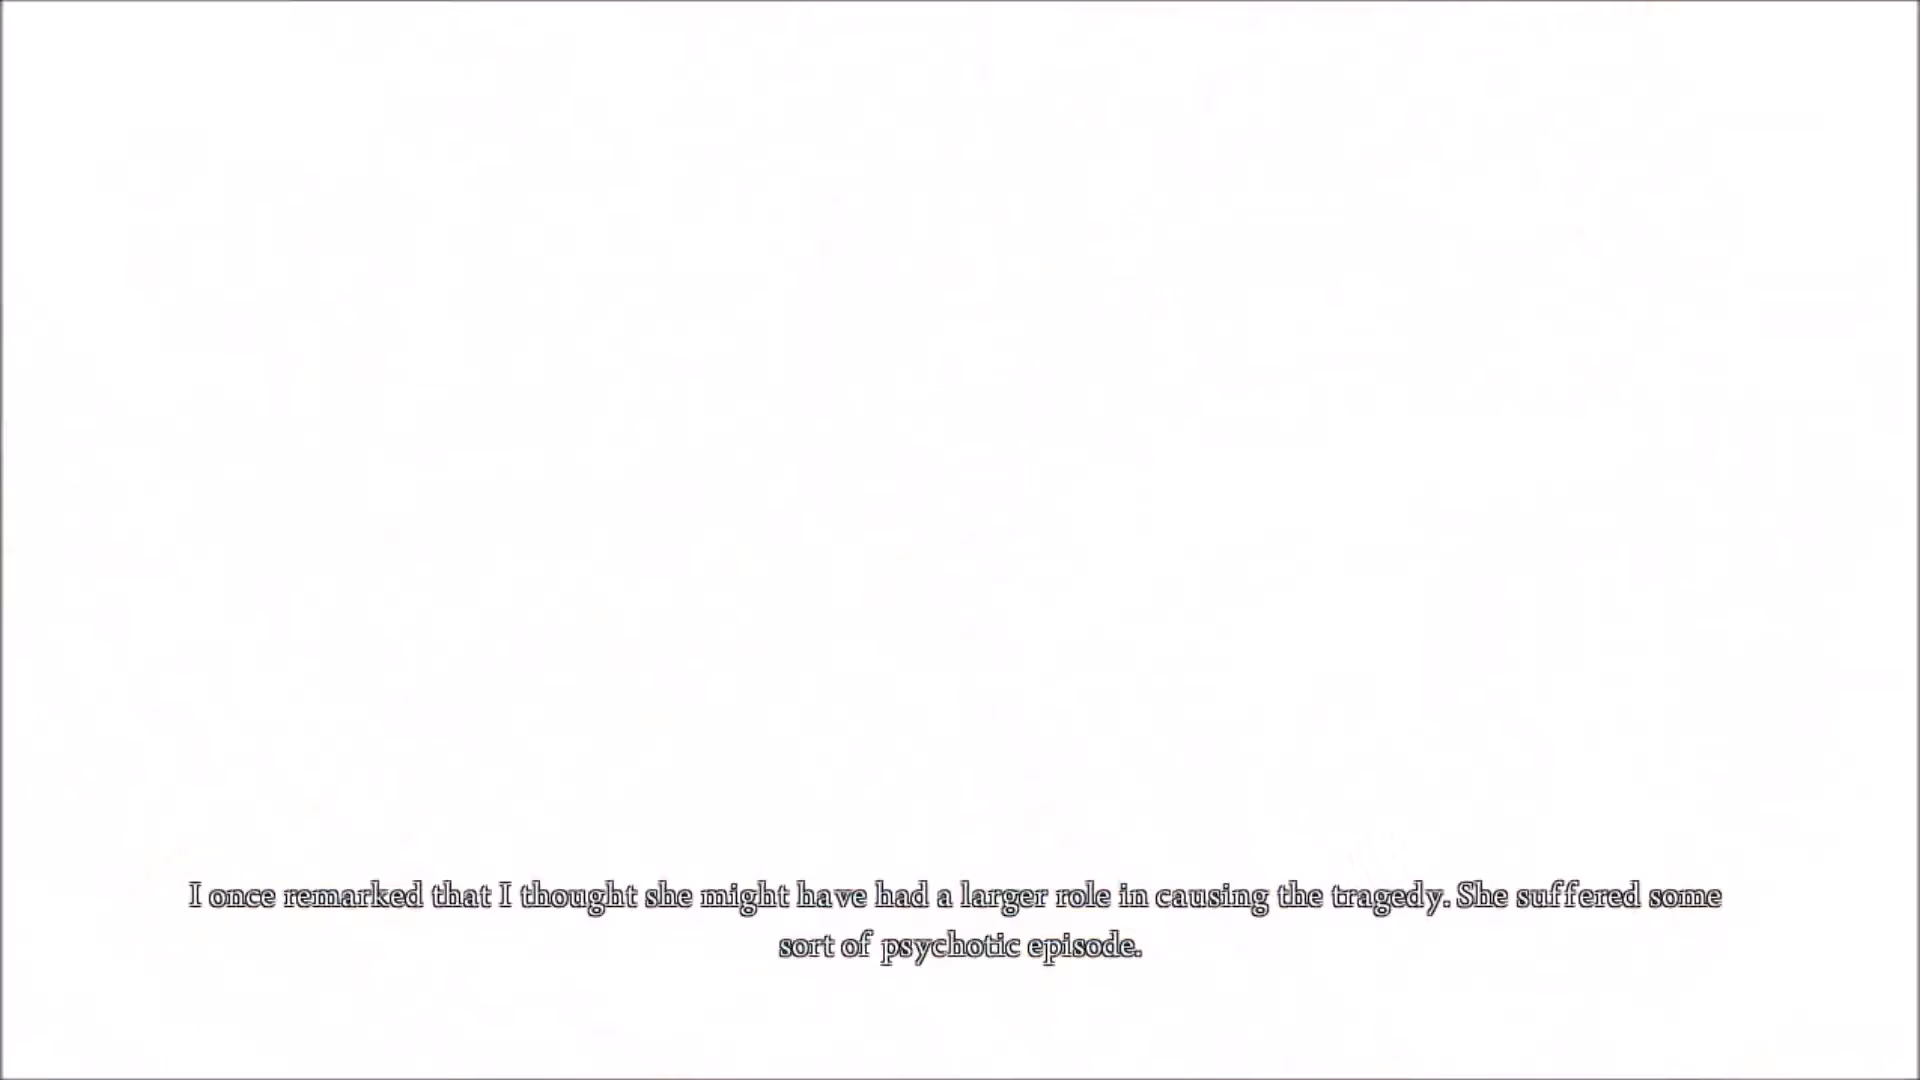 I once remarked that I thought she might have had a larger role in causing the tragedy. She suffered some
sort of psychotic episode.